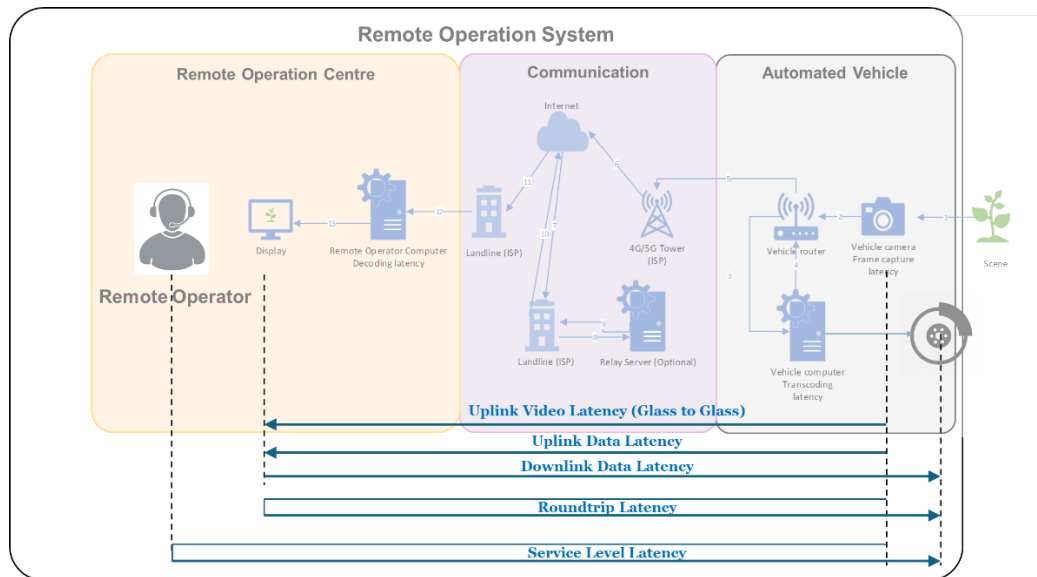 Remote Operation System
Remote Operation Centre
Communication
Automated Vehicle
Internet
11
6
5
12
13
10
7
2
1
Display
Remote Operator Computer
Decoding latency
Landline (ISP)
4G/5G Tower
(ISP)
Vehicle router
Vehicle camera
Frame capture
latency
Scene
3
4
Remote Operator
9
8
Landline (ISP)
Relay Server (Optional)
Vehicle computer
Transcoding
latency
Uplink Video Latency (Glass to Glass)
Uplink Data Latency
Downlink Data Latency
Roundtrip Latency
Service Level Latency